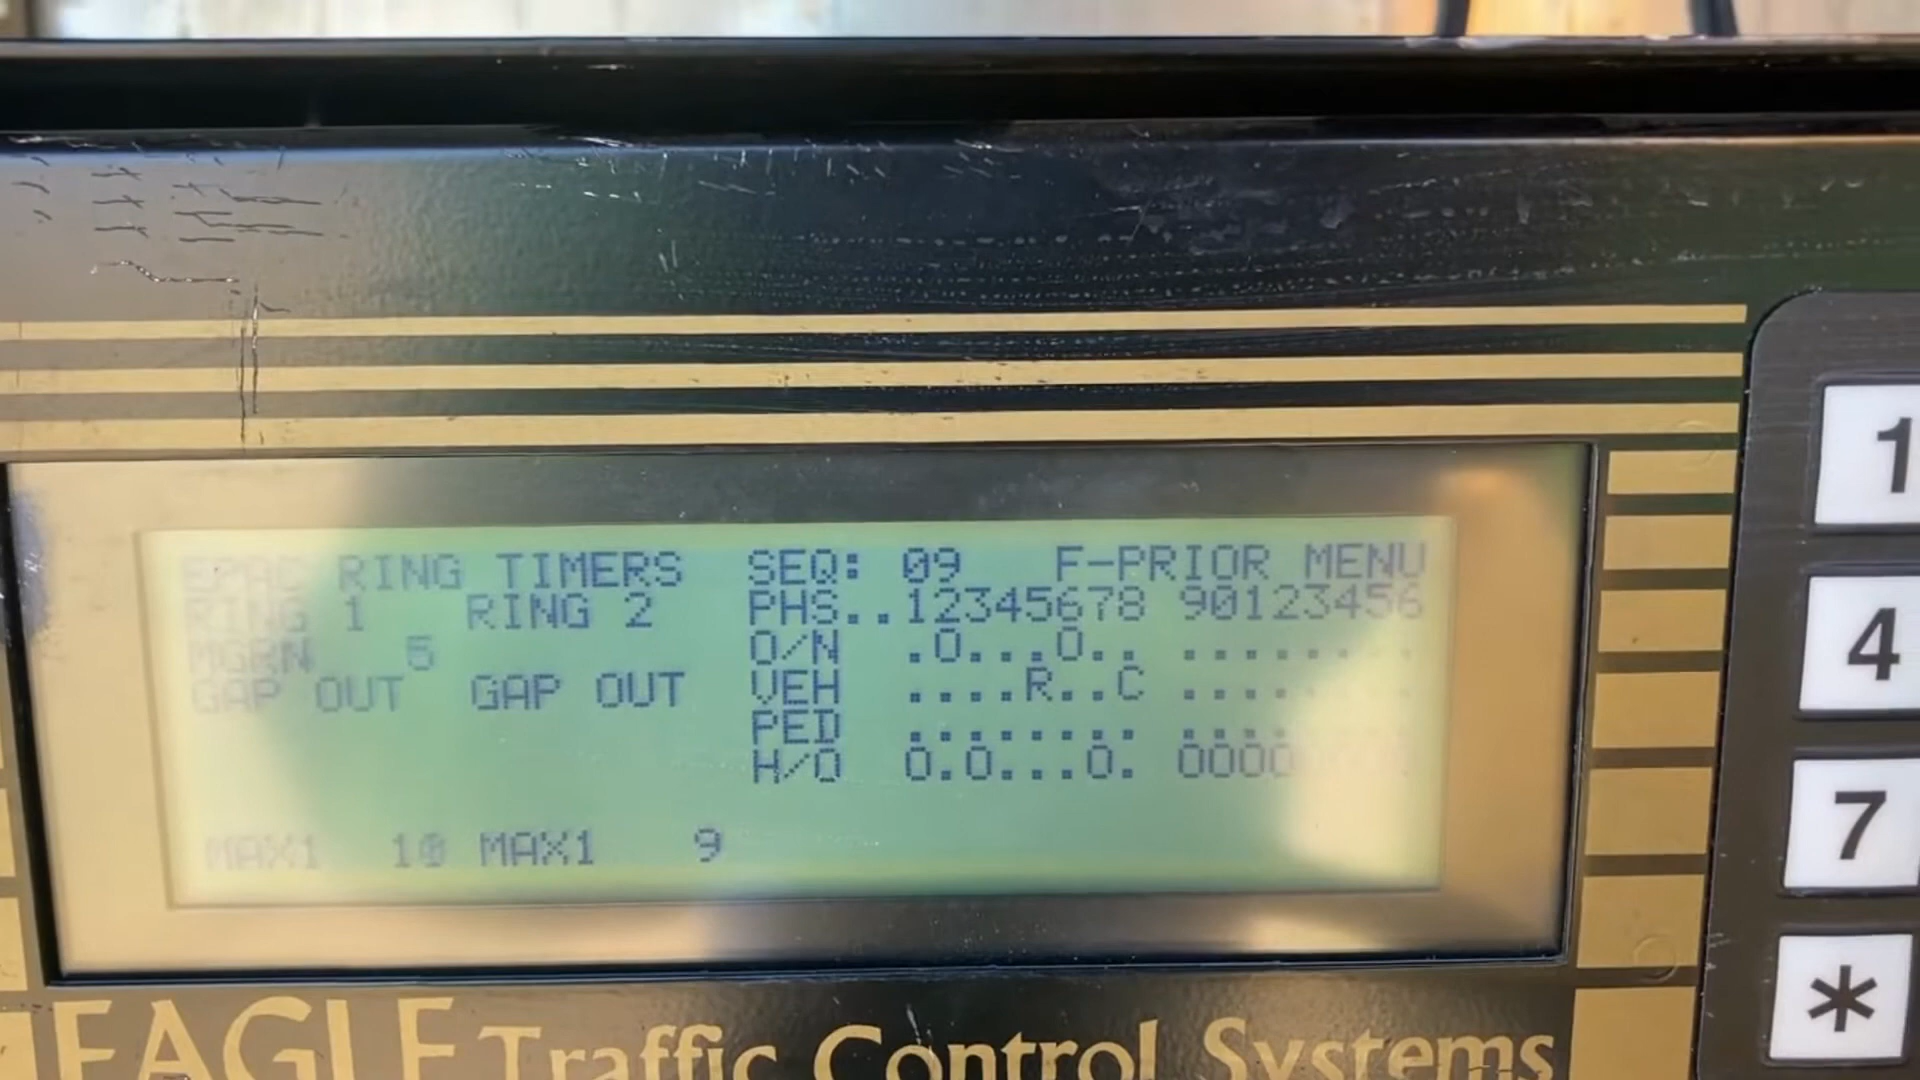 EPAC RING TIMERS SEQ: 09 F-PRIOR MENU
RING 1 RING 2 PHS..12345678 90123456
MGRN 5 O/N .O...O.. ........
GAP OUT GAP OUT VEH ....R..C ........
PED ........ ........
H/O O.O...O. OOOO
MAX1 10 MAX1 9
EAGLE Traffic Control Systems
1
4
7
*